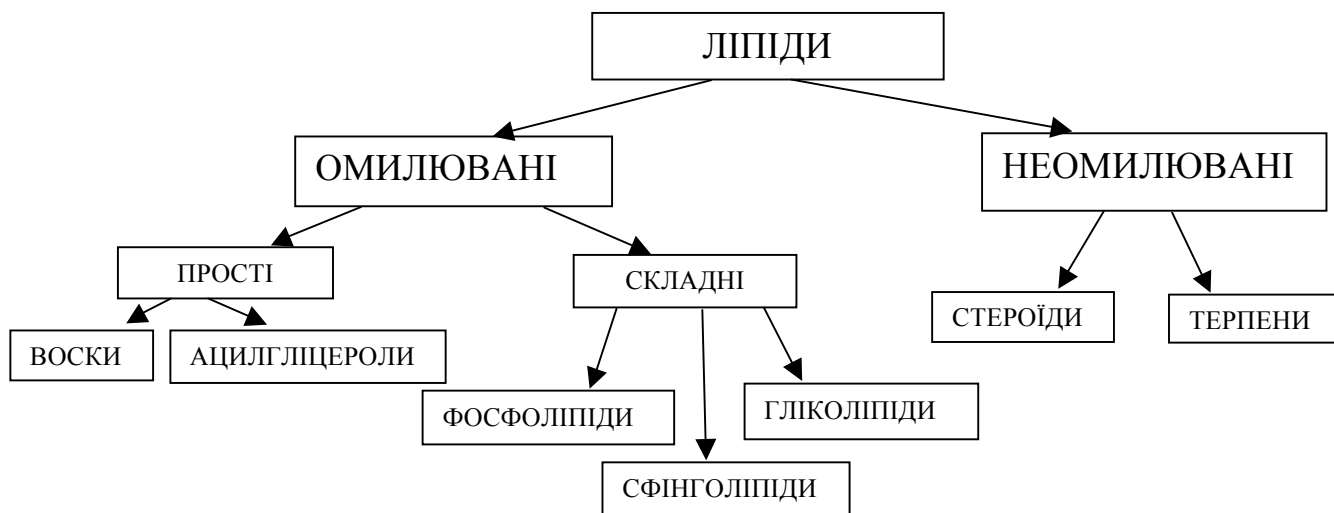 ЛІПІДИ
ОМИЛЮВАНІ
НЕОМИЛЮВАНІ
ПРОСТІ
СКЛАДНІ
СТЕРОЇДИ
ТЕРПЕНИ
ВОСКИ
АЦИЛГЛІЦЕРОЛИ
ФОСФОЛІПІДИ
ГЛІКОЛІПІДИ
СФІНГОЛІПІДИ